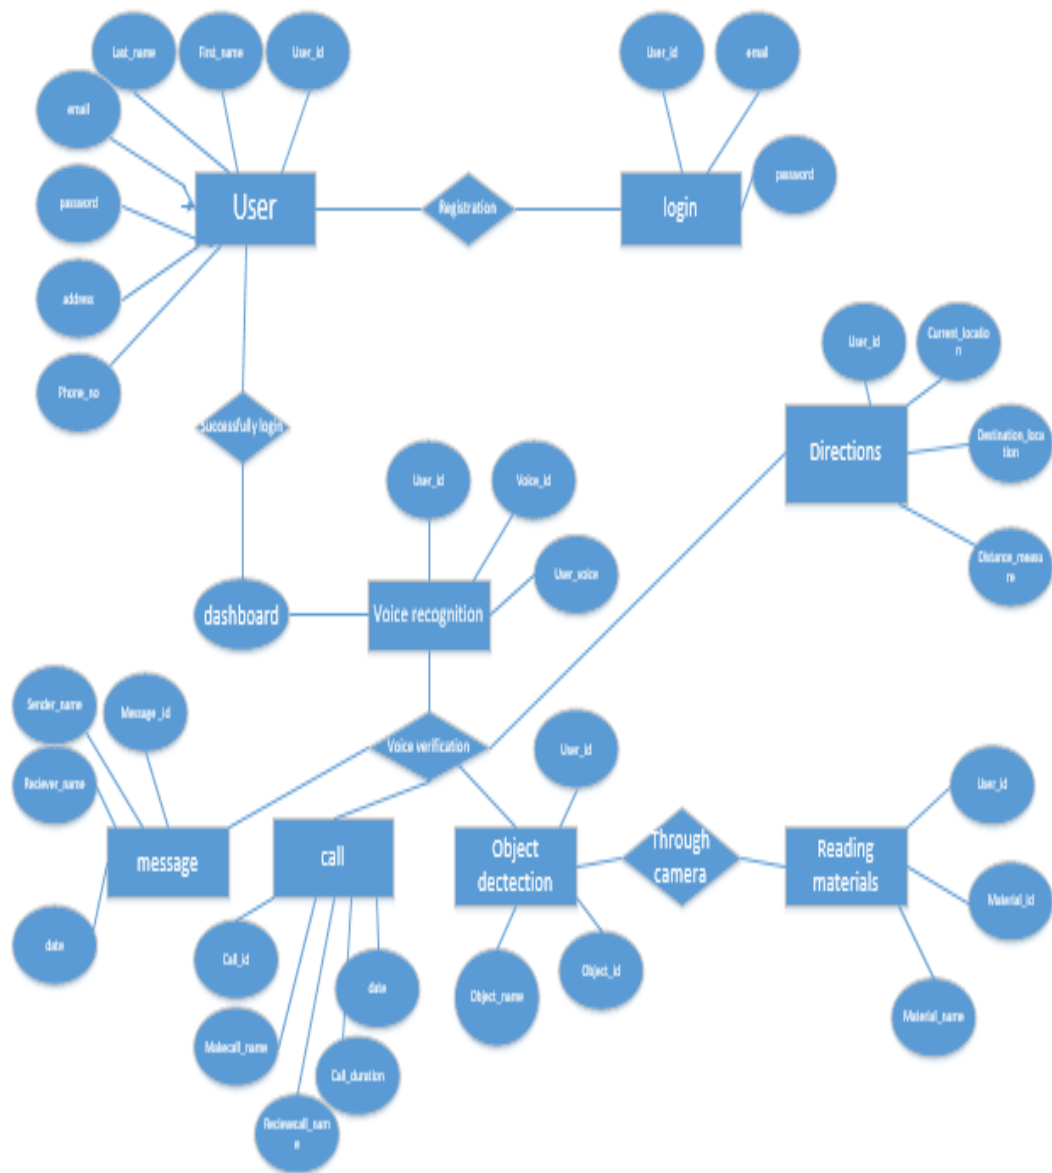 Last_name
First_name
User_id
User_id
email
email
password
password
User
Registration
login
address
Phone_no
User_id
Current_locatio
n
Successfully login
Directions
Destination_loca
tion
User_id
Voice_id
Distance_measu
re
User_voice
dashboard
Voice recognition
Sender_name
Message_id
Reciever_name
Voice verification
User_id
User_id
message
call
Object
dectection
Through
camera
Reading
materials
Material_id
date
Call_id
date
Object_name
Object_id
Material_name
Makecall_name
Call_duration
Recievecall_nam
e